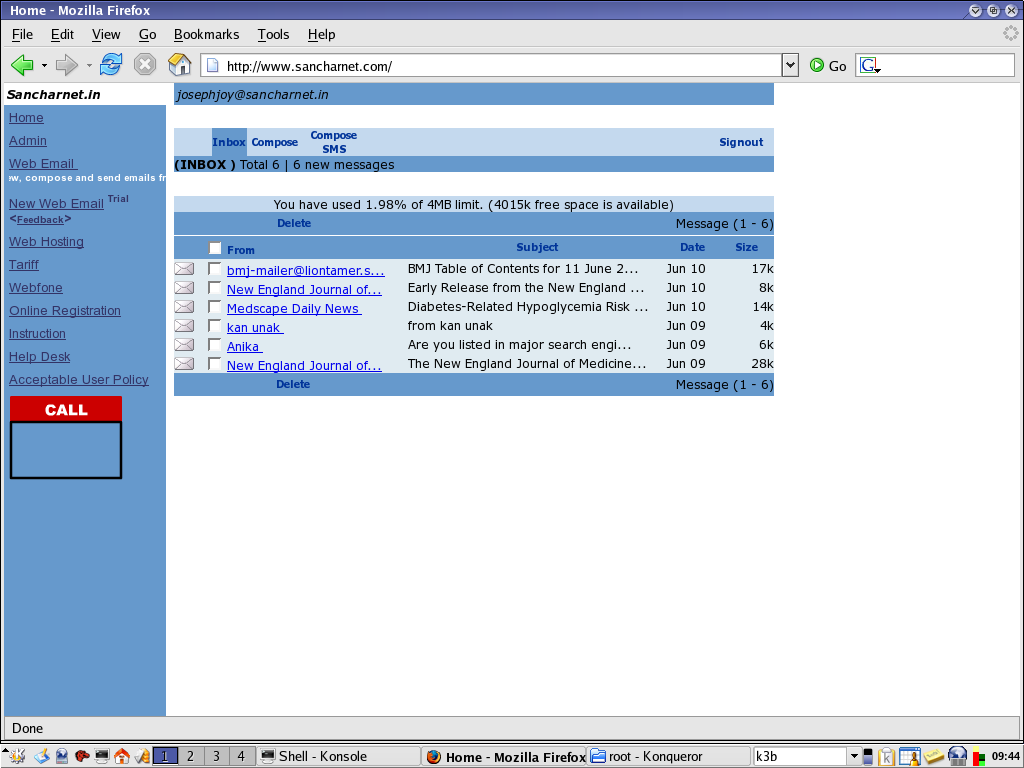 Home - Mozilla Firefox
File Edit View Go Bookmarks Tools Help
http://www.sancharnet.com/ Go G
Sancharnet.in
Home
Admin
Web Email
w, compose and send emails fr
New Web Email Trial
<Feedback>
Web Hosting
Tariff
Webfone
Online Registration
Instruction
Help Desk
Acceptable User Policy
CALL
josephjoy@sancharnet.in
Inbox Compose Compose SMS Signout
(INBOX ) Total 6 | 6 new messages
You have used 1.98% of 4MB limit. (4015k free space is available)
Delete Message (1 - 6)
From Subject Date Size
bmj-mailer@liontamer.s... BMJ Table of Contents for 11 June 2... Jun 10 17k
New England Journal of... Early Release from the New England ... Jun 10 8k
Medscape Daily News Diabetes-Related Hypoglycemia Risk ... Jun 10 14k
kan unak from kan unak Jun 09 4k
Anika Are you listed in major search engi... Jun 09 6k
New England Journal of... The New England Journal of Medicine... Jun 09 28k
Delete Message (1 - 6)
Done
1 2 3 4 Shell - Konsole Home - Mozilla Firefox root - Konqueror k3b 09:44